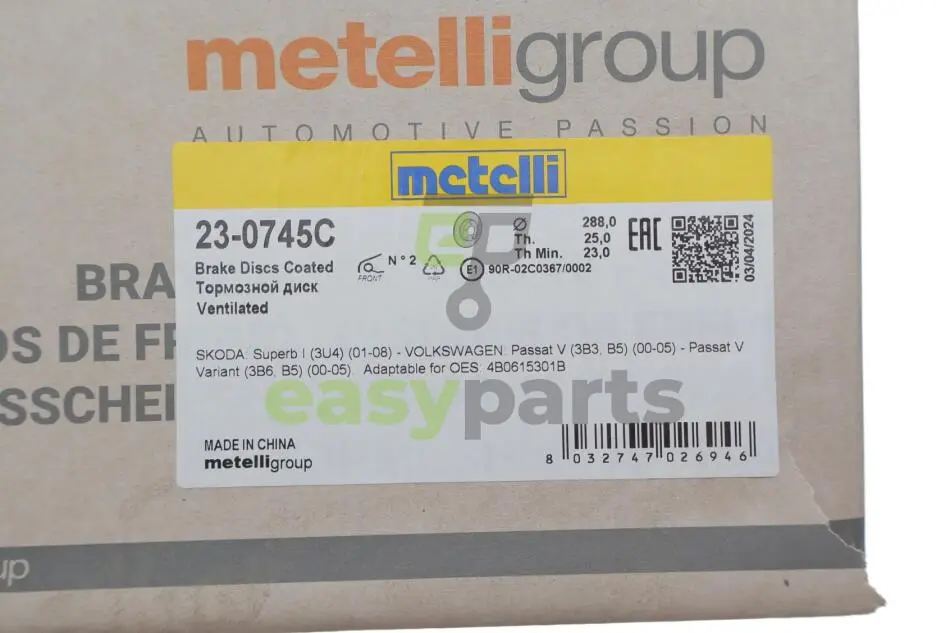 metelligroup
AUTOMOTIVE PASSION
metelli
23-0745C
Brake Discs Coated
Тормозной диск
Ventilated
FRONT
N°2
PAP
Ø 288,0
Th. 25,0
Th Min. 23,0
E1 90R-02C0367/0002
EAC
03/04/2024
SKODA: Superb I (3U4) (01-08) - VOLKSWAGEN: Passat V (3B3, B5) (00-05) - Passat V
Variant (3B6, B5) (00-05). Adaptable for OES: 4B0615301B
easyparts
MADE IN CHINA
metelligroup
8 032747 026946
BRA
OS DE FR
SSCHEI
up